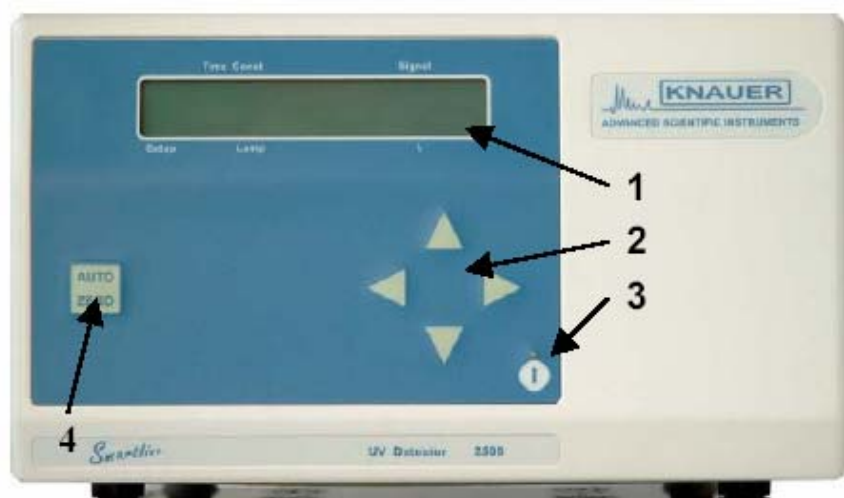 Time Const Signal
KNAUER
ADVANCED SCIENTIFIC INSTRUMENTS
Setup Lamp λ
1
2
AUTO
ZERO
3
4
Smartline UV Detector 2500